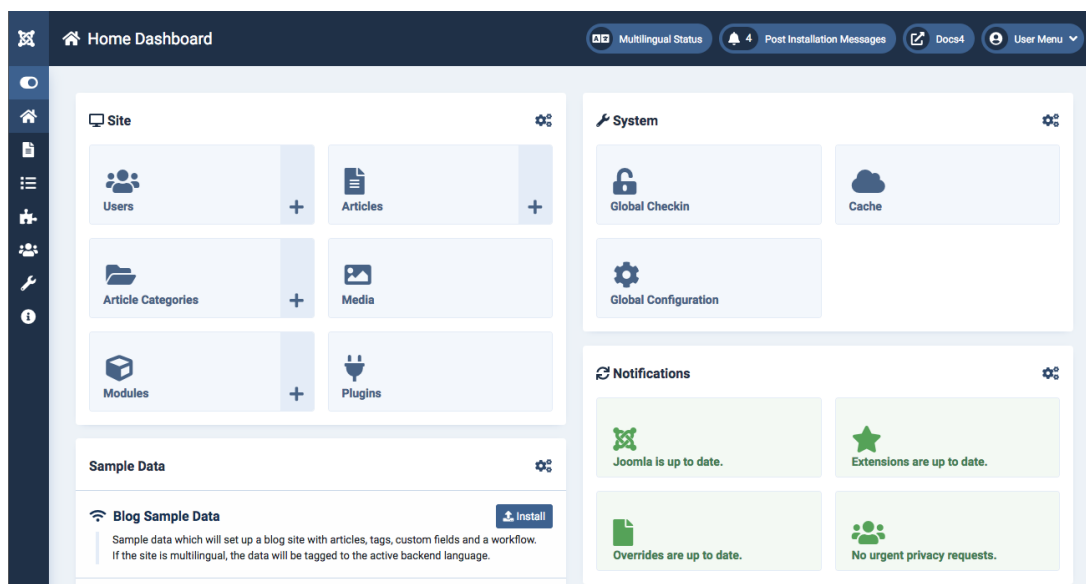 Home Dashboard
Multilingual Status
4 Post Installation Messages
Docs4
User Menu
Site
Users
Articles
Article Categories
Media
Modules
Plugins
Sample Data
Blog Sample Data
Install
Sample data which will set up a blog site with articles, tags, custom fields and a workflow.
If the site is multilingual, the data will be tagged to the active backend language.
System
Global Checkin
Cache
Global Configuration
Notifications
Joomla is up to date.
Extensions are up to date.
Overrides are up to date.
No urgent privacy requests.